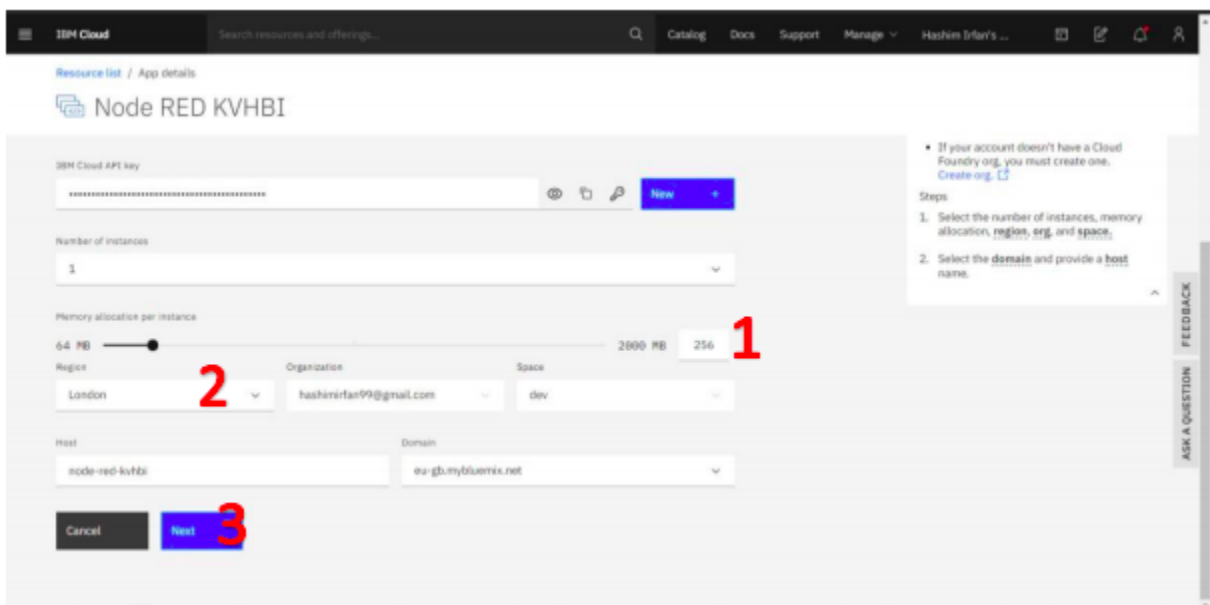 IBM Cloud
Search resources and offerings...
Catalog Docs Support Manage Hashim Irfan's ...
Resource list / App details
Node RED KVHBI
IBM Cloud API key
New +
Number of instances
1
Memory allocation per instance
64 MB 2000 MB 256 1
Region Organization Space
London 2 hashimirfan99@gmail.com dev
Host Domain
node-red-kvhbi eu-gb.mybluemix.net
Cancel Next 3
• If your account doesn't have a Cloud
Foundry org, you must create one.
Create org.
Steps
1. Select the number of instances, memory
allocation, region, org, and space.
2. Select the domain and provide a host
name.
FEEDBACK
ASK A QUESTION